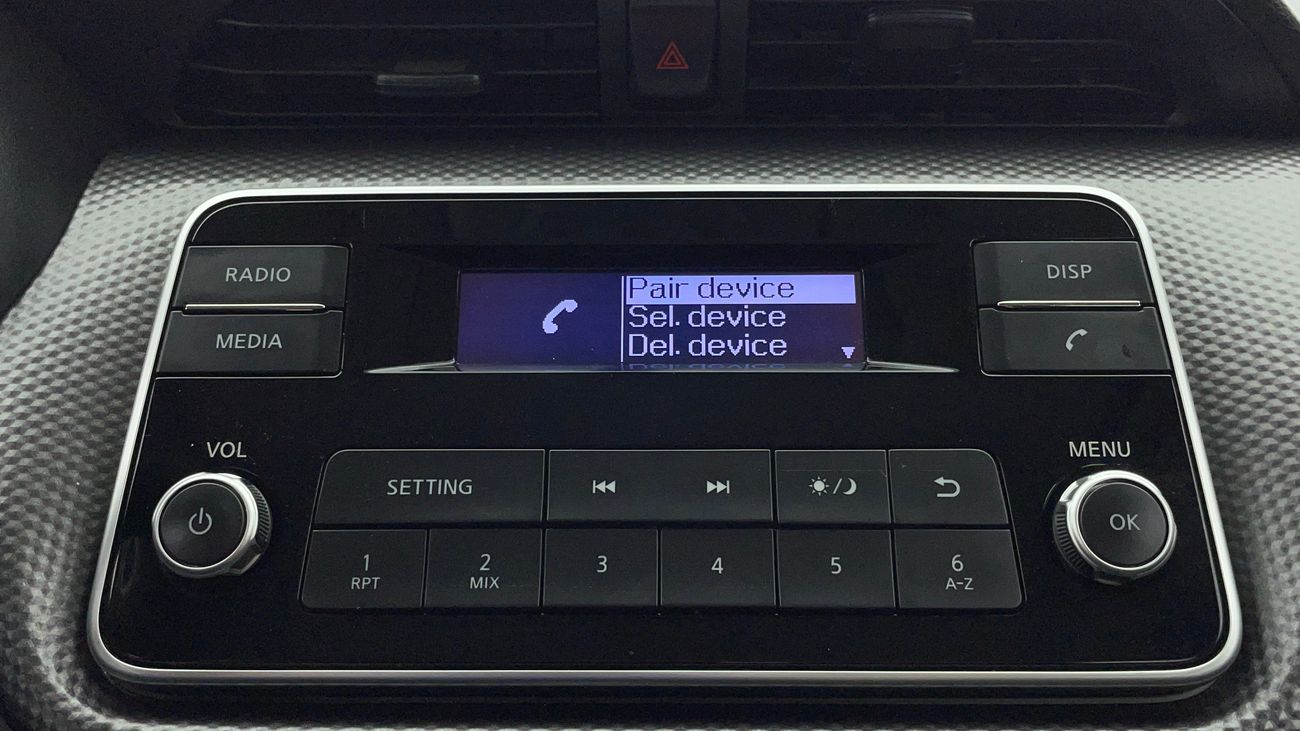 RADIO
MEDIA
Pair device
Sel. device
Del. device
DISP
VOL
MENU
SETTING
OK
1
RPT
2
MIX
3
4
5
6
A-Z